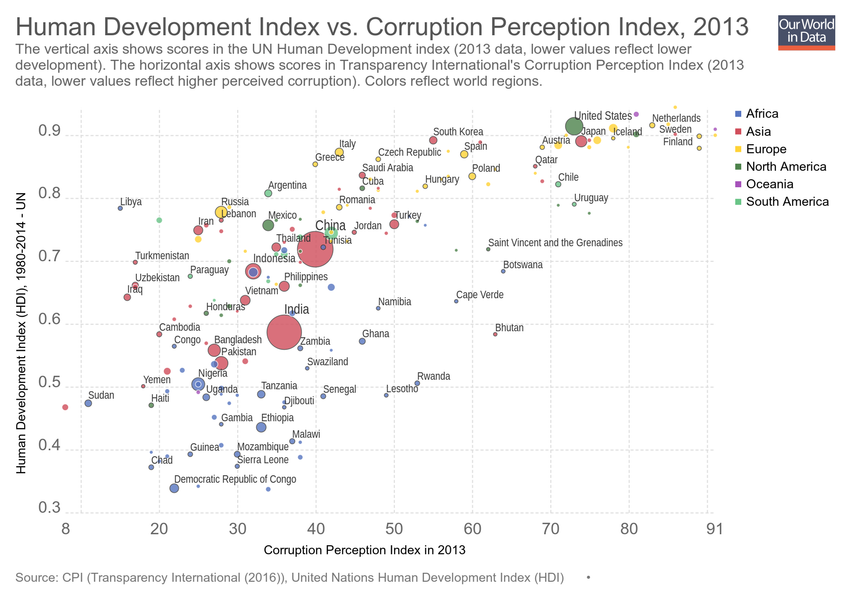 Human Development Index vs. Corruption Perception Index, 2013
Our World
in Data
The vertical axis shows scores in the UN Human Development index (2013 data, lower values reflect lower
development). The horizontal axis shows scores in Transparency International's Corruption Perception Index (2013
data, lower values reflect higher perceived corruption). Colors reflect world regions.
Africa
Asia
Europe
North America
Oceania
South America
Human Development Index (HDI), 1980-2014 - UN
0.9
0.8
0.7
0.6
0.5
0.4
0.3
United States
Netherlands
South Korea
Japan
Iceland
Sweden
Italy
Austria
Finland
Greece
Czech Republic
Spain
Saudi Arabia
Qatar
Poland
Cuba
Hungary
Chile
Argentina
Libya
Russia
Romania
Uruguay
Lebanon
Iran
Mexico
Turkey
China
Jordan
Thailand
Tunisia
Saint Vincent and the Grenadines
Turkmenistan
Indonesia
Botswana
Paraguay
Uzbekistan
Philippines
Iraq
Vietnam
Cape Verde
Honduras
India
Namibia
Cambodia
Bhutan
Congo
Bangladesh
Zambia
Ghana
Pakistan
Swaziland
Yemen
Nigeria
Rwanda
Sudan
Uganda
Tanzania
Senegal
Lesotho
Haiti
Djibouti
Gambia
Ethiopia
Malawi
Guinea
Mozambique
Chad
Sierra Leone
Democratic Republic of Congo
8
20
30
40
50
60
70
80
91
Corruption Perception Index in 2013
Source: CPI (Transparency International (2016)), United Nations Human Development Index (HDI) •